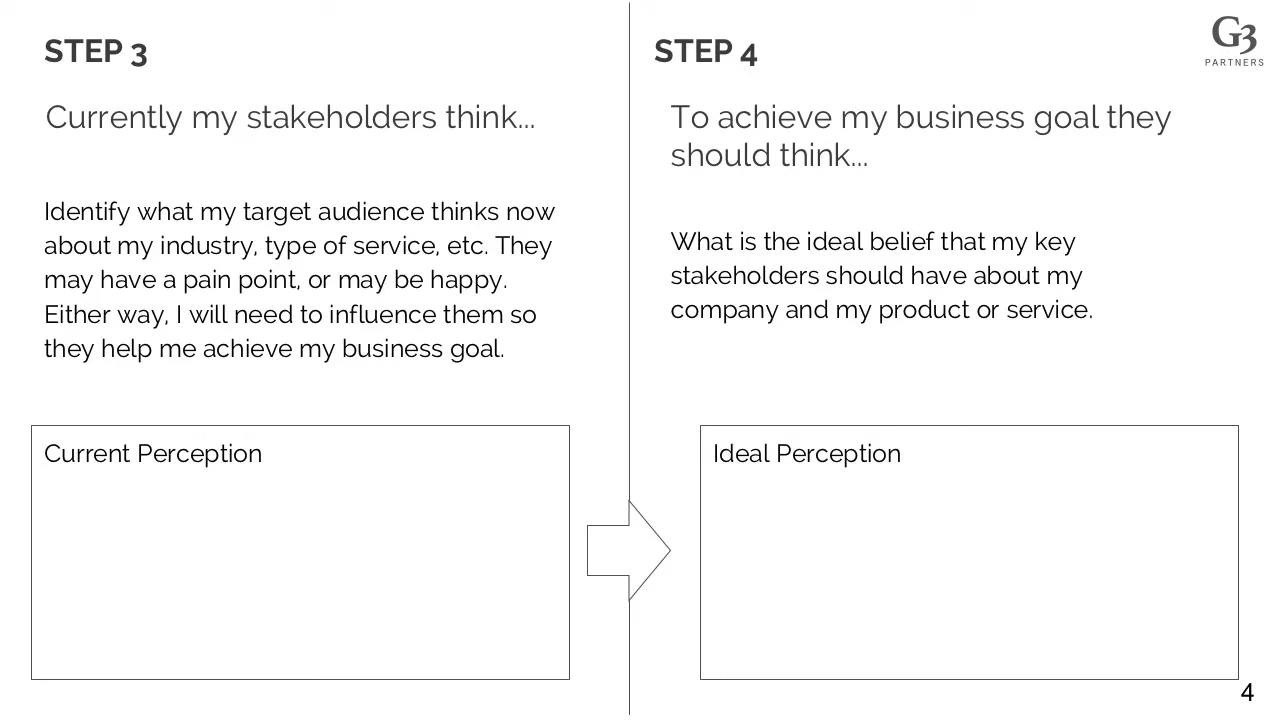 STEP 3
Currently my stakeholders think...
Identify what my target audience thinks now
about my industry, type of service, etc. They
may have a pain point, or may be happy.
Either way, I will need to influence them so
they help me achieve my business goal.
Current Perception
STEP 4
G3
PARTNERS
To achieve my business goal they
should think...
What is the ideal belief that my key
stakeholders should have about my
company and my product or service.
Ideal Perception
4